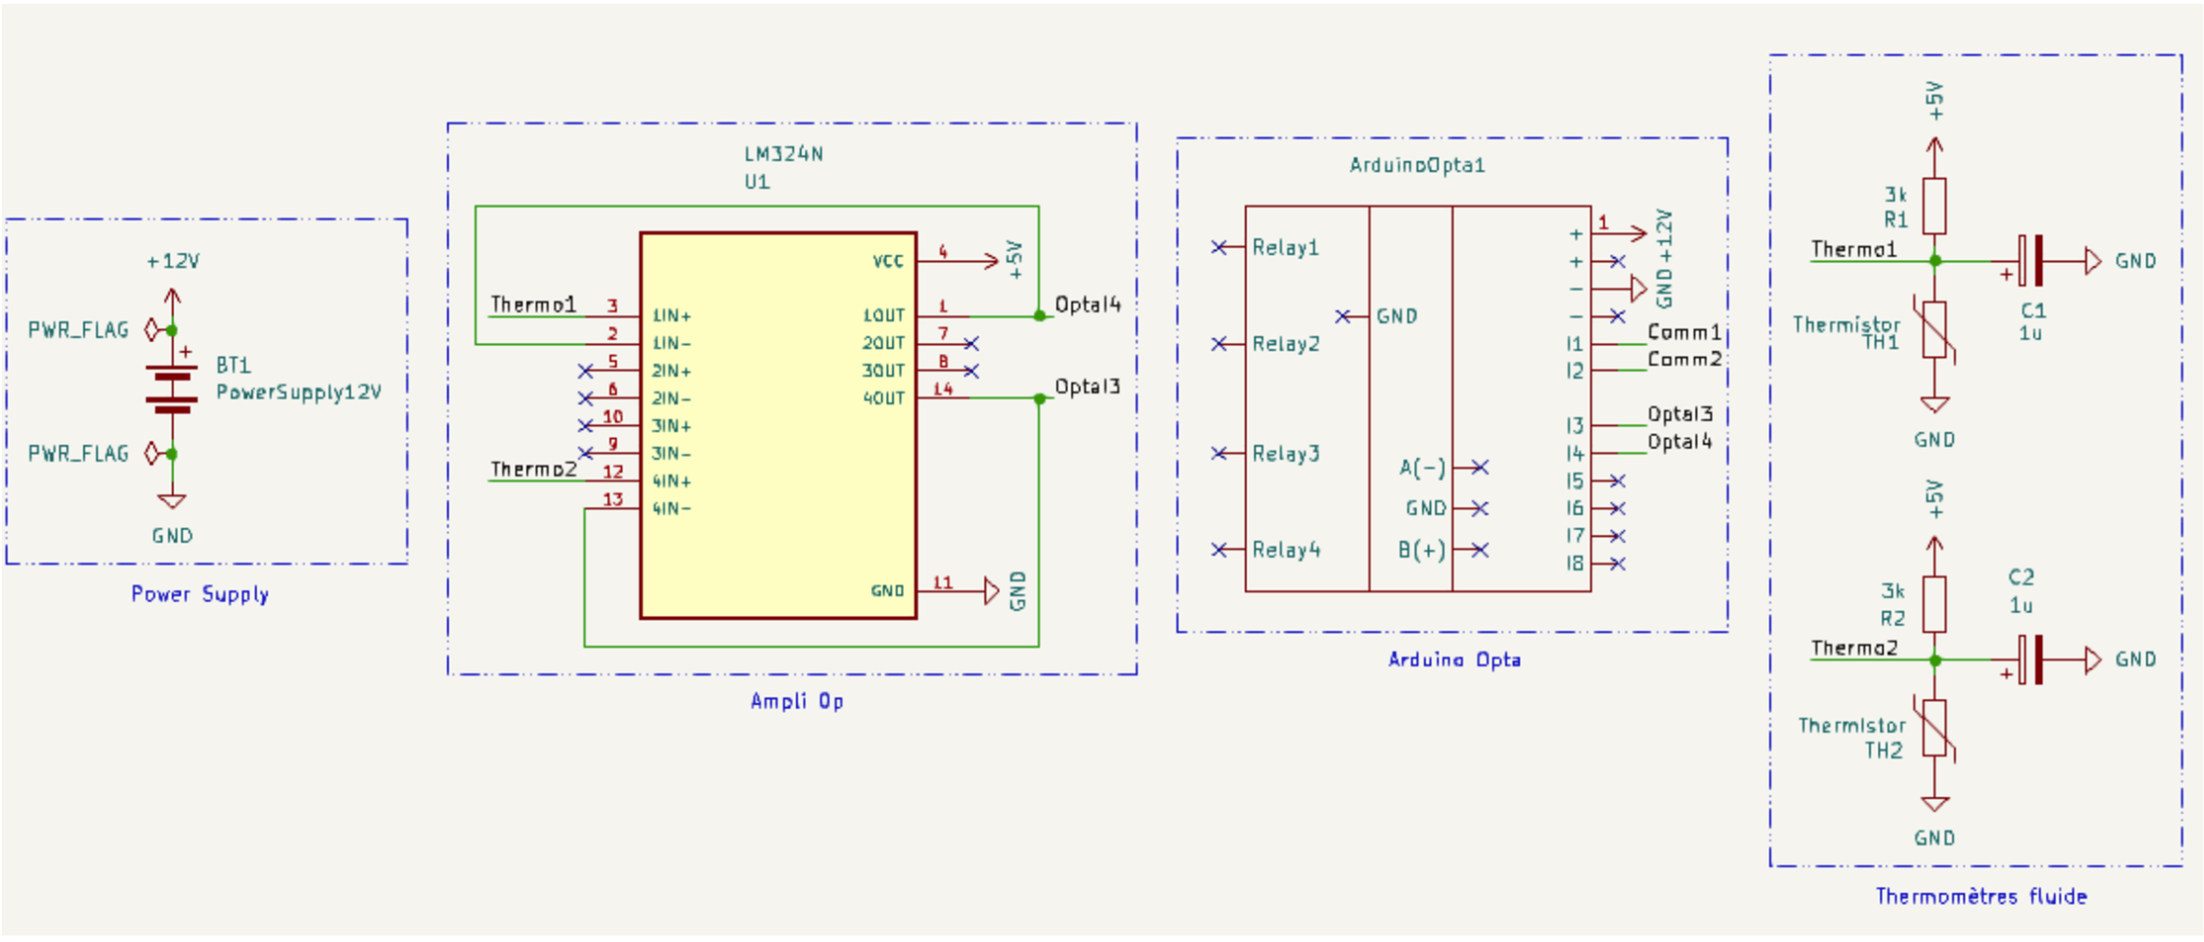 +12V
PWR_FLAG
+
BT1
PowerSupply12V
PWR_FLAG
GND
Power Supply
LM324N
U1
VCC
4
+5V
Thermo1
3
1IN+
1OUT
1
OptaI4
2
1IN-
2OUT
7
5
2IN+
3OUT
8
6
2IN-
4OUT
14
OptaI3
10
3IN+
9
3IN-
Thermo2
12
4IN+
13
4IN-
GND
11
GND
Ampli Op
ArduinoOpta1
Relay1
Relay2
Relay3
Relay4
GND
A(-)
GND
B(+)
+
1
+12V
+
-
GND
-
I1
Comm1
I2
Comm2
I3
OptaI3
I4
OptaI4
I5
I6
I7
I8
Arduino Opta
+5V
3k
R1
Thermo1
+
GND
C1
1u
Thermistor
TH1
GND
+5V
3k
R2
C2
1u
Thermo2
+
GND
Thermistor
TH2
GND
Thermomètres fluide